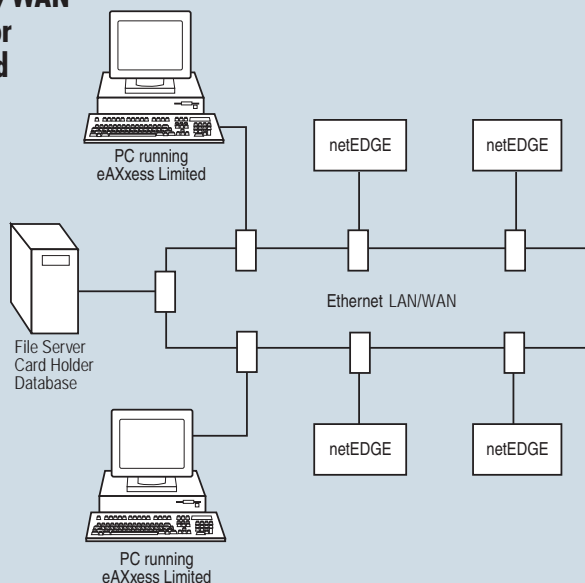 WAN
or
d
PC running
eAXxess Limited
netEDGE
netEDGE
Ethernet LAN/WAN
File Server
Card Holder
Database
netEDGE
netEDGE
PC running
eAXxess Limited